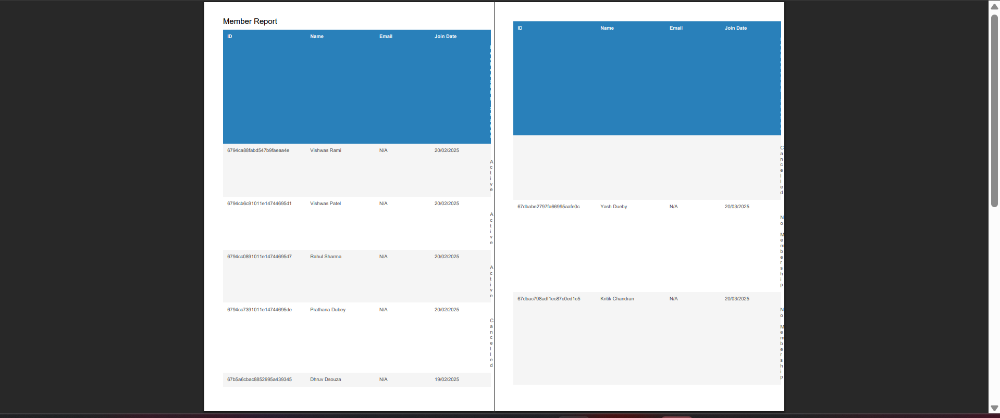 Member Report
ID Name Email Join Date
6794ca88fabd547b9faeaa4e Vishwas Rami N/A 20/02/2025
Active
6794cb6c91011e14744695d1 Vishwas Patel N/A 20/02/2025
Active
6794cc0891011e14744695d7 Rahul Sharma N/A 20/02/2025
Active
6794cc7391011e14744695de Prathana Dubey N/A 20/02/2025
Cancelled
67b5a6cbac8852995a439345 Dhruv Dsouza N/A 19/02/2025
ID Name Email Join Date
Cancelled
67dbabe2797fa66995aafe0c Yash Dueby N/A 20/03/2025
No Membership
67dbac798adf1ec87c0ed1c5 Kritik Chandran N/A 20/03/2025
No Membership